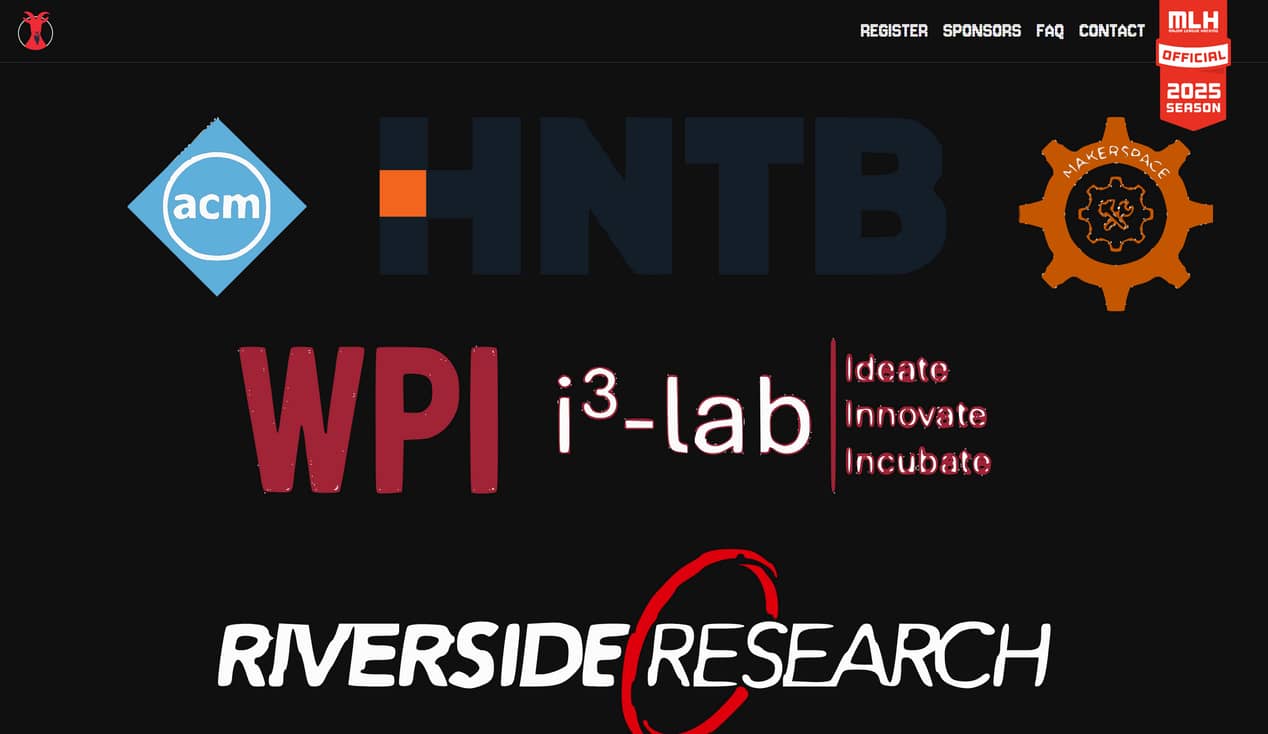 REGISTER SPONSORS FAQ CONTACT
MLH
MAJOR LEAGUE HACKING
OFFICIAL
2025
SEASON
acm
HNTB
MAKERSPACE
WPI
i³-lab
Ideate
Innovate
Incubate
RIVERSIDE RESEARCH